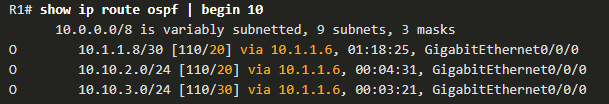 R1# show ip route ospf | begin 10
10.0.0.0/8 is variably subnetted, 9 subnets, 3 masks
O 10.1.1.8/30 [110/20] via 10.1.1.6, 01:18:25, GigabitEthernet0/0/0
O 10.10.2.0/24 [110/20] via 10.1.1.6, 00:04:31, GigabitEthernet0/0/0
O 10.10.3.0/24 [110/30] via 10.1.1.6, 00:03:21, GigabitEthernet0/0/0